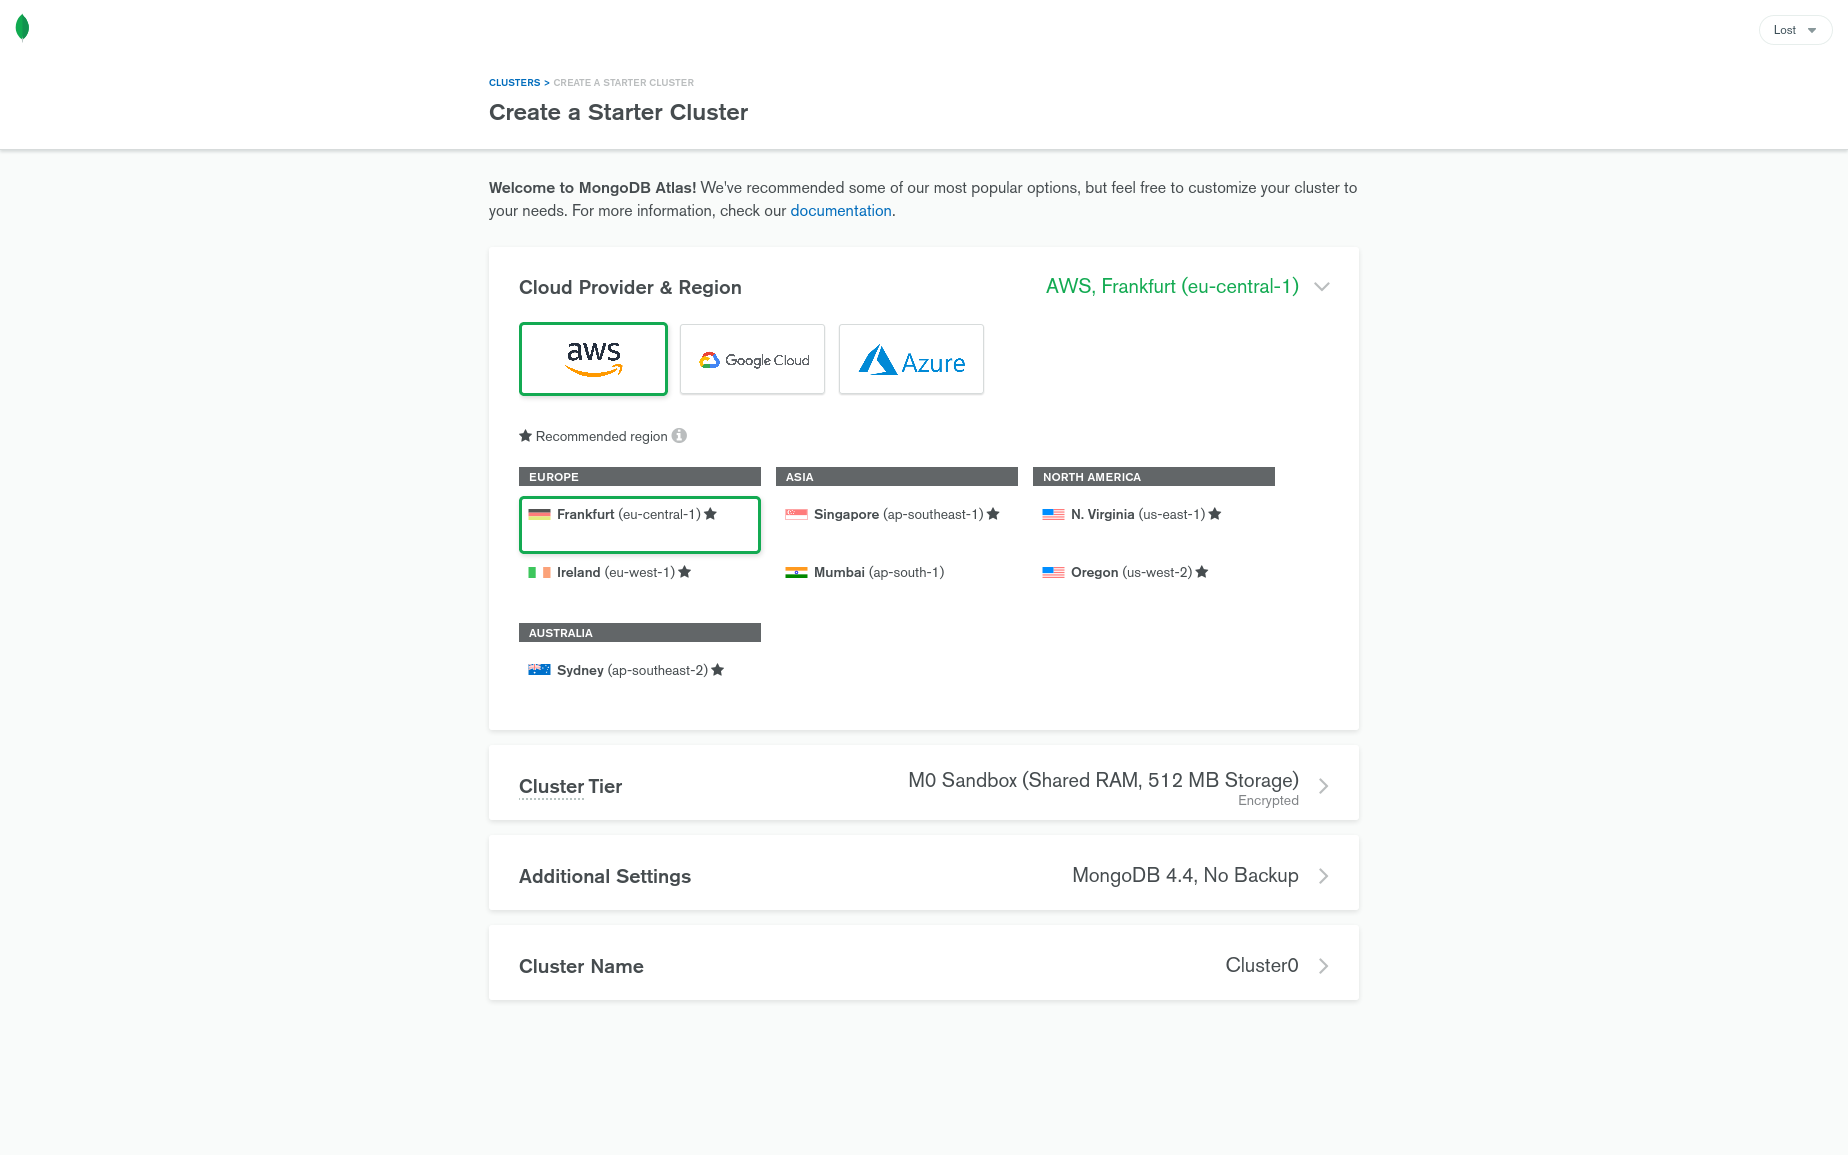 Lost
CLUSTERS > CREATE A STARTER CLUSTER
Create a Starter Cluster
Welcome to MongoDB Atlas! We've recommended some of our most popular options, but feel free to customize your cluster to
your needs. For more information, check our documentation.
Cloud Provider & Region
AWS, Frankfurt (eu-central-1)
aws
Google Cloud
Azure
Recommended region
EUROPE
Frankfurt (eu-central-1)
Ireland (eu-west-1)
ASIA
Singapore (ap-southeast-1)
Mumbai (ap-south-1)
NORTH AMERICA
N. Virginia (us-east-1)
Oregon (us-west-2)
AUSTRALIA
Sydney (ap-southeast-2)
Cluster Tier
M0 Sandbox (Shared RAM, 512 MB Storage)
Encrypted
Additional Settings
MongoDB 4.4, No Backup
Cluster Name
Cluster0